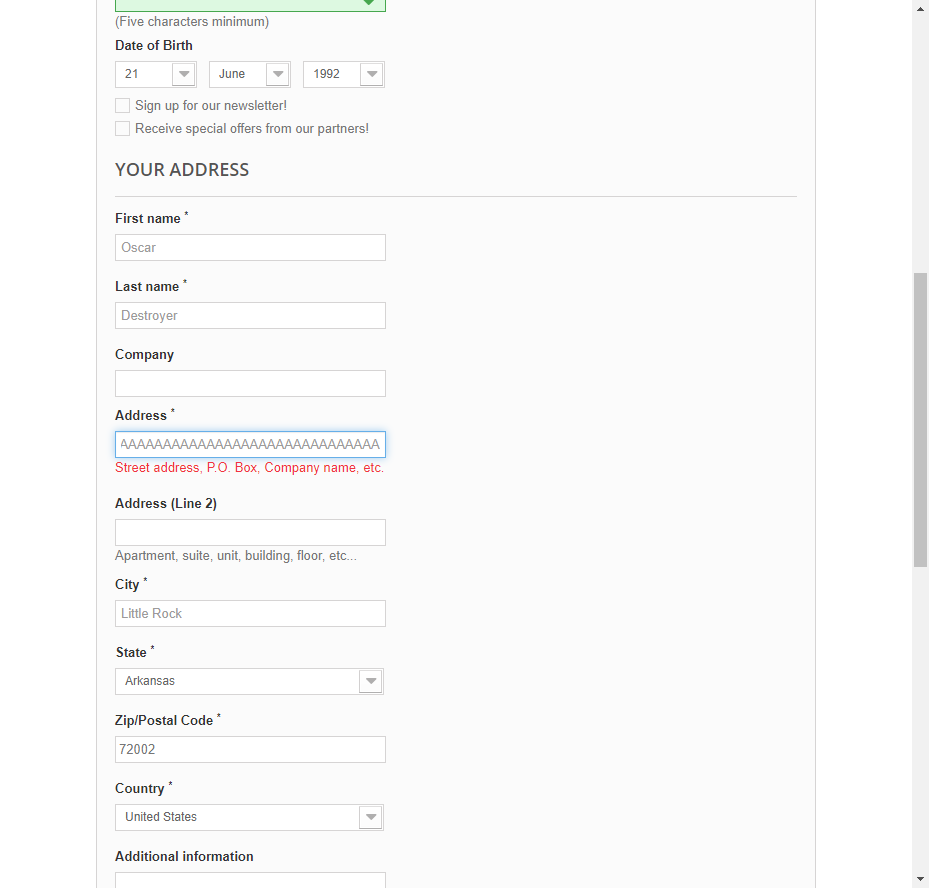 (Five characters minimum)
Date of Birth
21 June 1992
Sign up for our newsletter!
Receive special offers from our partners!
YOUR ADDRESS
First name *
Oscar
Last name *
Destroyer
Company
Address *
AAAAAAAAAAAAAAAAAAAAAAAAAAAAAA
Street address, P.O. Box, Company name, etc.
Address (Line 2)
Apartment, suite, unit, building, floor, etc...
City *
Little Rock
State *
Arkansas
Zip/Postal Code *
72002
Country *
United States
Additional information